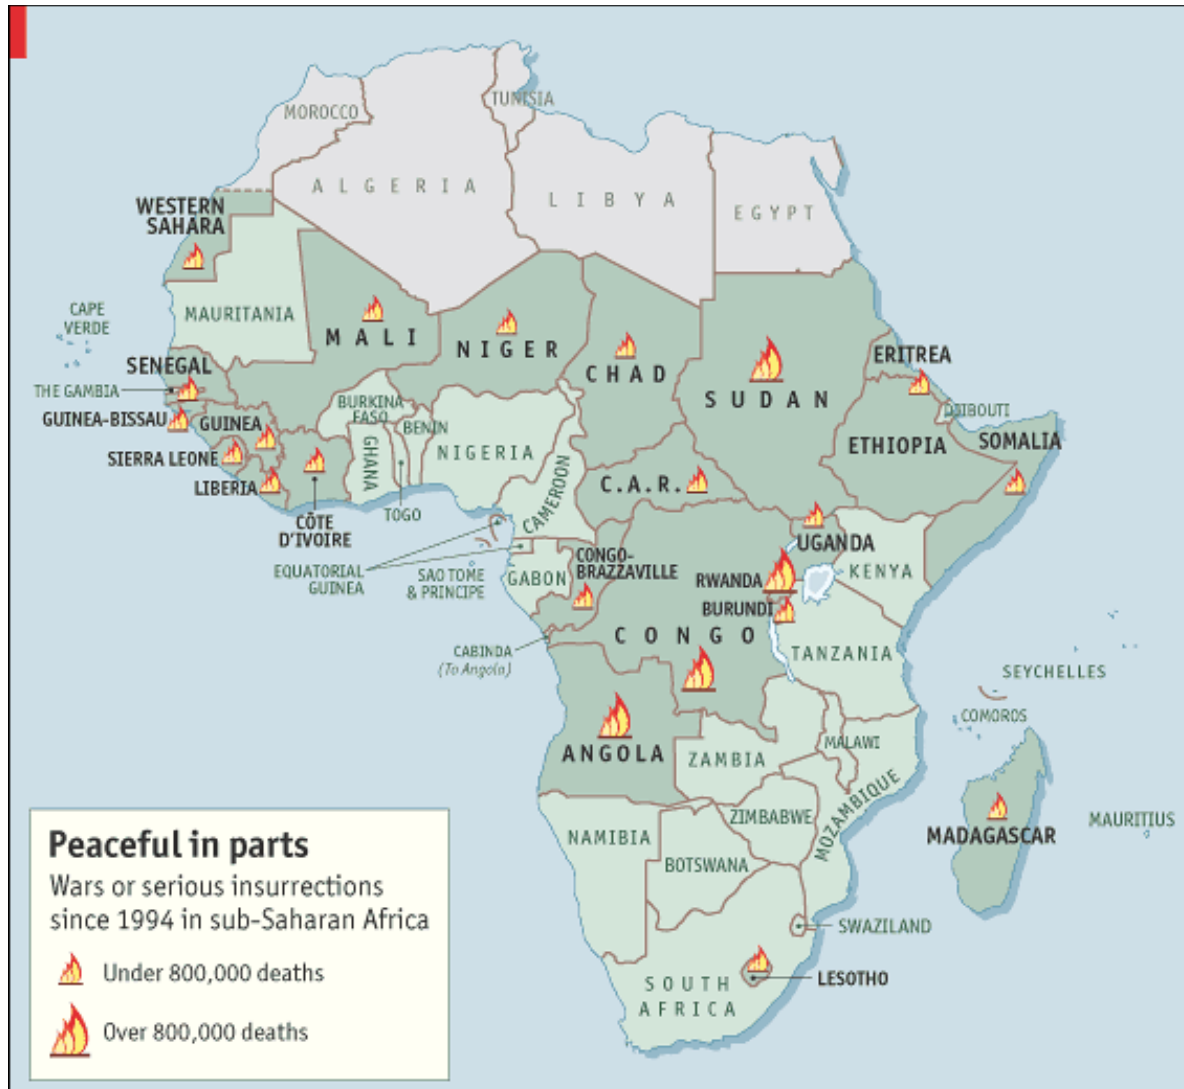 MOROCCO
TUNISIA
ALGERIA
LIBYA
EGYPT
WESTERN
SAHARA
MAURITANIA
CAPE
VERDE
MALI
NIGER
CHAD
SUDAN
ERITREA
SENEGAL
THE GAMBIA
GUINEA-BISSAU
GUINEA
BURKINA
FASO
BENIN
DJIBOUTI
SIERRA LEONE
GHANA
NIGERIA
ETHIOPIA
SOMALIA
LIBERIA
CÔTE
D'IVOIRE
TOGO
CAMEROON
C.A.R.
EQUATORIAL
GUINEA
SAO TOME
& PRINCIPE
GABON
CONGO-
BRAZZAVILLE
UGANDA
KENYA
RWANDA
BURUNDI
CONGO
CABINDA
(To Angola)
TANZANIA
SEYCHELLES
COMOROS
ANGOLA
ZAMBIA
MALAWI
MOZAMBIQUE
ZIMBABWE
NAMIBIA
BOTSWANA
MADAGASCAR
MAURITIUS
SWAZILAND
SOUTH
AFRICA
LESOTHO
Peaceful in parts
Wars or serious insurrections
since 1994 in sub-Saharan Africa
Under 800,000 deaths
Over 800,000 deaths